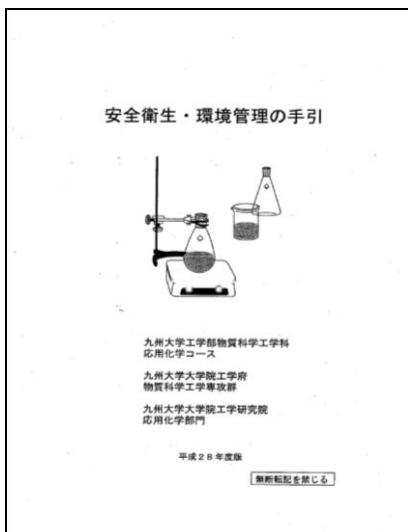 安全衛生・環境管理の手引
九州大学工学部物質科学工学科
応用化学コース
九州大学大学院工学府
物質科学工学専攻群
九州大学大学院工学研究院
応用化学部門
平成28年度版
無断転記を禁じる